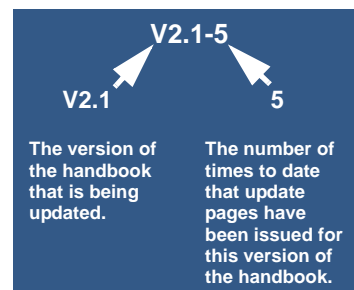 V2.1-5
V2.1
5
The version of
the handbook
that is being
updated.
The number of
times to date
that update
pages have
been issued for
this version of
the handbook.